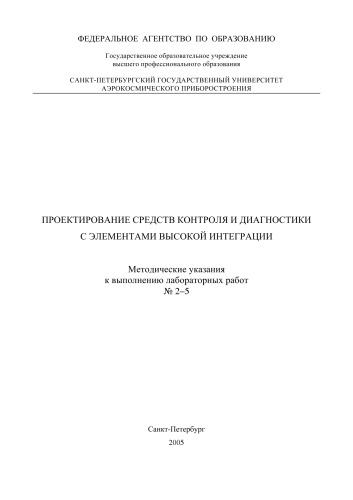 ФЕДЕРАЛЬНОЕ АГЕНТСТВО ПО ОБРАЗОВАНИЮ
Государственное образовательное учреждение
высшего профессионального образования
САНКТ-ПЕТЕРБУРГСКИЙ ГОСУДАРСТВЕННЫЙ УНИВЕРСИТЕТ
АЭРОКОСМИЧЕСКОГО ПРИБОРОСТРОЕНИЯ
ПРОЕКТИРОВАНИЕ СРЕДСТВ КОНТРОЛЯ И ДИАГНОСТИКИ
С ЭЛЕМЕНТАМИ ВЫСОКОЙ ИНТЕГРАЦИИ
Методические указания
к выполнению лабораторных работ
№ 2–5
Санкт-Петербург
2005